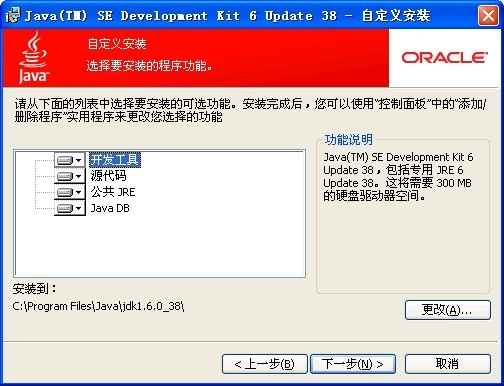 Java(TM) SE Development Kit 6 Update 38 - 自定义安装
Java
自定义安装
选择要安装的程序功能。
ORACLE
请从下面的列表中选择要安装的可选功能。安装完成后，您可以使用"控制面板"中的"添加/
删除程序"实用程序来更改您选择的功能
开发工具
源代码
公共 JRE
Java DB
功能说明
Java(TM) SE Development Kit 6
Update 38，包括专用 JRE 6
Update 38。这将需要 300 MB
的硬盘驱动器空间。
安装到：
C:\Program Files\Java\jdk1.6.0_38\
更改(A)...
< 上一步(B)
下一步(N) >
取消